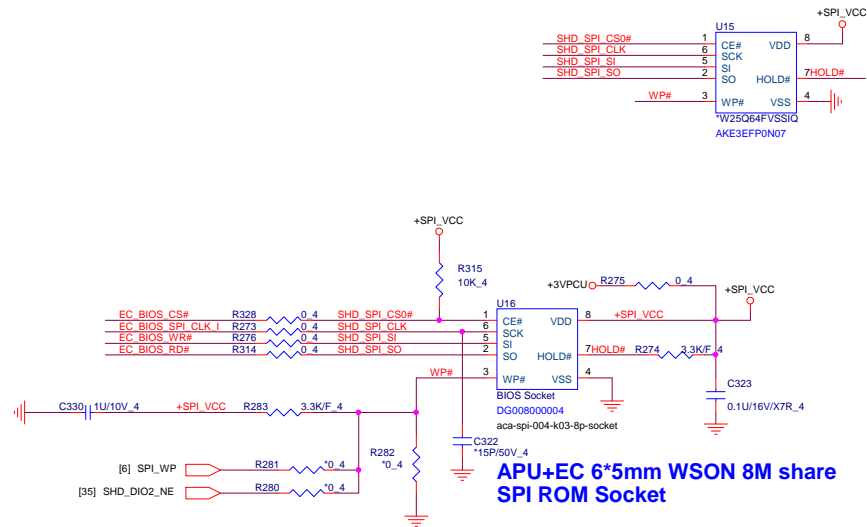 +SPI_VCC
U15
SHD_SPI_CS0# 1 CE# VDD 8
SHD_SPI_CLK 6 SCK
SHD_SPI_SI 5 SI
SHD_SPI_SO 2 SO HOLD# 7 HOLD#
WP# 3 WP# VSS 4
*W25Q64FVSSIQ
AKE3EFP0N07
+SPI_VCC
R315
10K_4
+3VPCU R275 0_4
+SPI_VCC
U16
EC_BIOS_CS# R328 0_4 SHD_SPI_CS0# 1 CE# VDD 8 +SPI_VCC
EC_BIOS_SPI_CLK_I R273 0_4 SHD_SPI_CLK 6 SCK
EC_BIOS_WR# R276 0_4 SHD_SPI_SI 5 SI
EC_BIOS_RD# R314 0_4 SHD_SPI_SO 2 SO HOLD# 7 HOLD# R274 3.3K/F_4
WP# 3 WP# VSS 4
BIOS Socket
DG008000004
aca-spi-004-k03-8p-socket
C323
0.1U/16V/X7R_4
C330 1U/10V_4 +SPI_VCC R283 3.3K/F_4
C322
*15P/50V_4
R282
*0_4
[6] SPI_WP R281 *0_4
[35] SHD_DIO2_NE R280 *0_4
APU+EC 6*5mm WSON 8M share
SPI ROM Socket